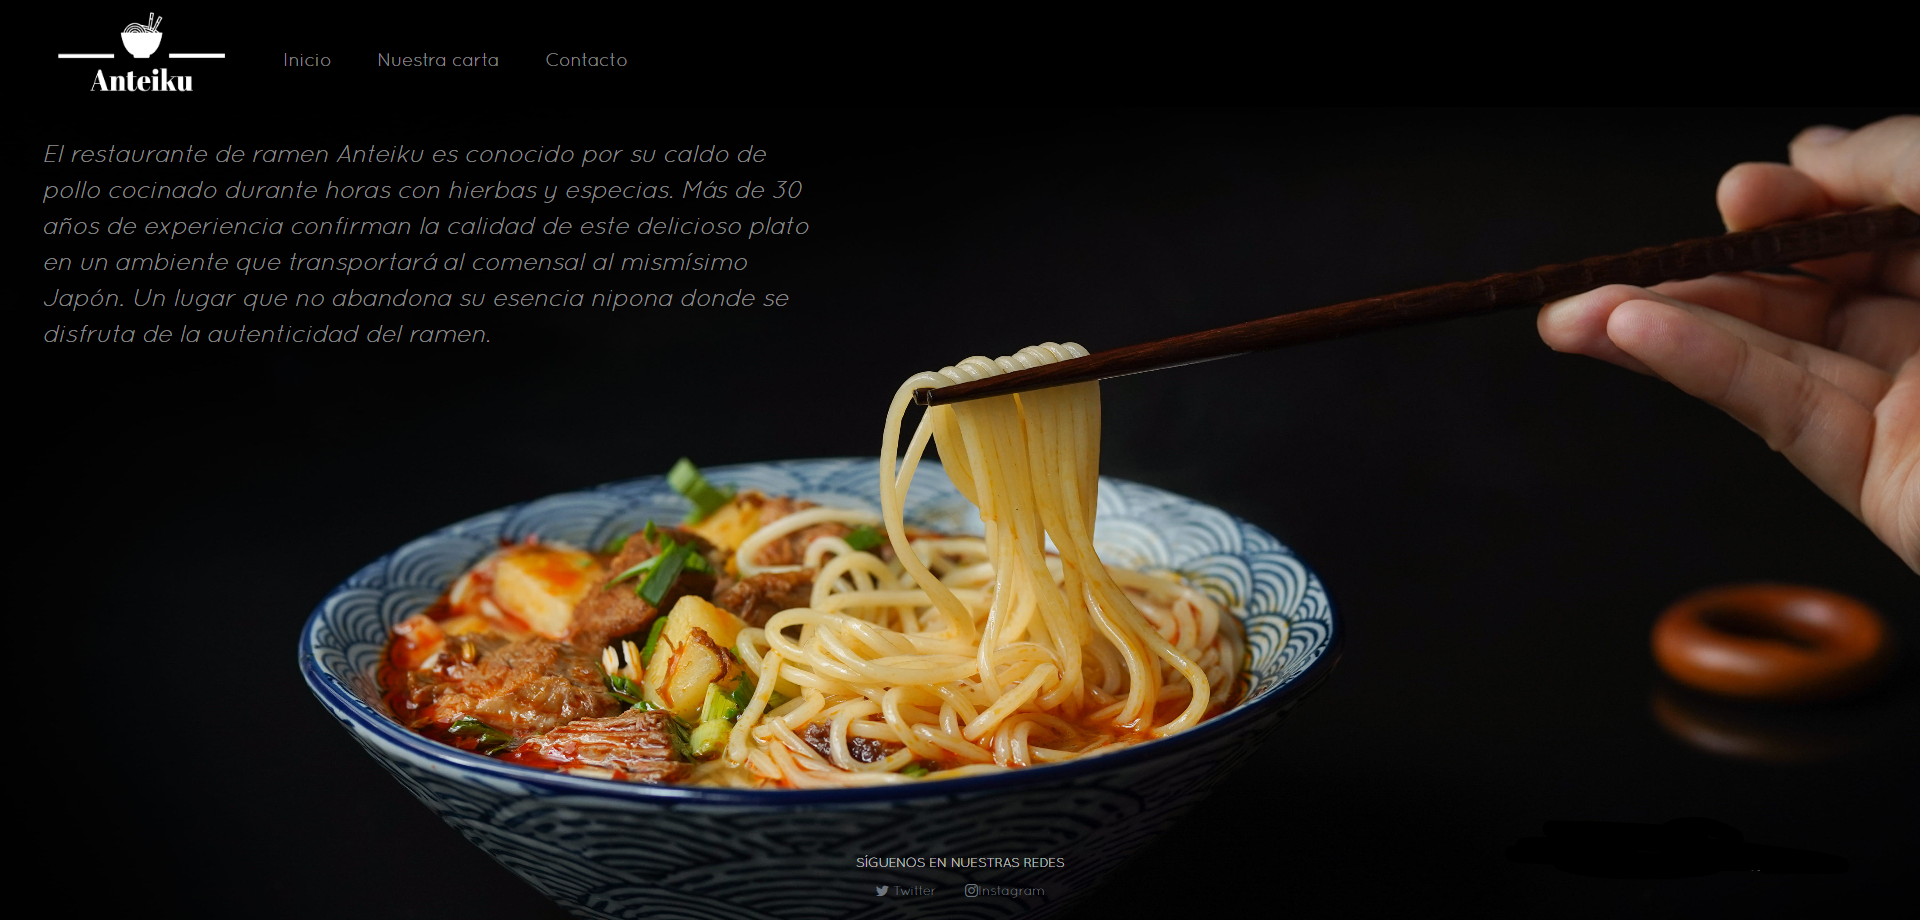 Anteiku
Inicio
Nuestra carta
Contacto
El restaurante de ramen Anteiku es conocido por su caldo de
pollo cocinado durante horas con hierbas y especias. Más de 30
años de experiencia confirman la calidad de este delicioso plato
en un ambiente que transportará al comensal al mismísimo
Japón. Un lugar que no abandona su esencia nipona donde se
disfruta de la autenticidad del ramen.
SÍGUENOS EN NUESTRAS REDES
Twitter
Instagram